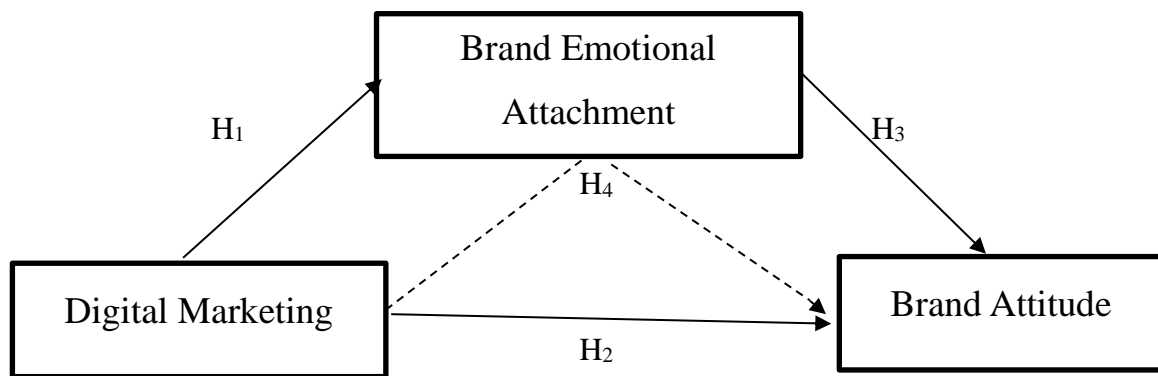 Brand Emotional
Attachment
H₁
H₃
H₄
Digital Marketing
Brand Attitude
H₂